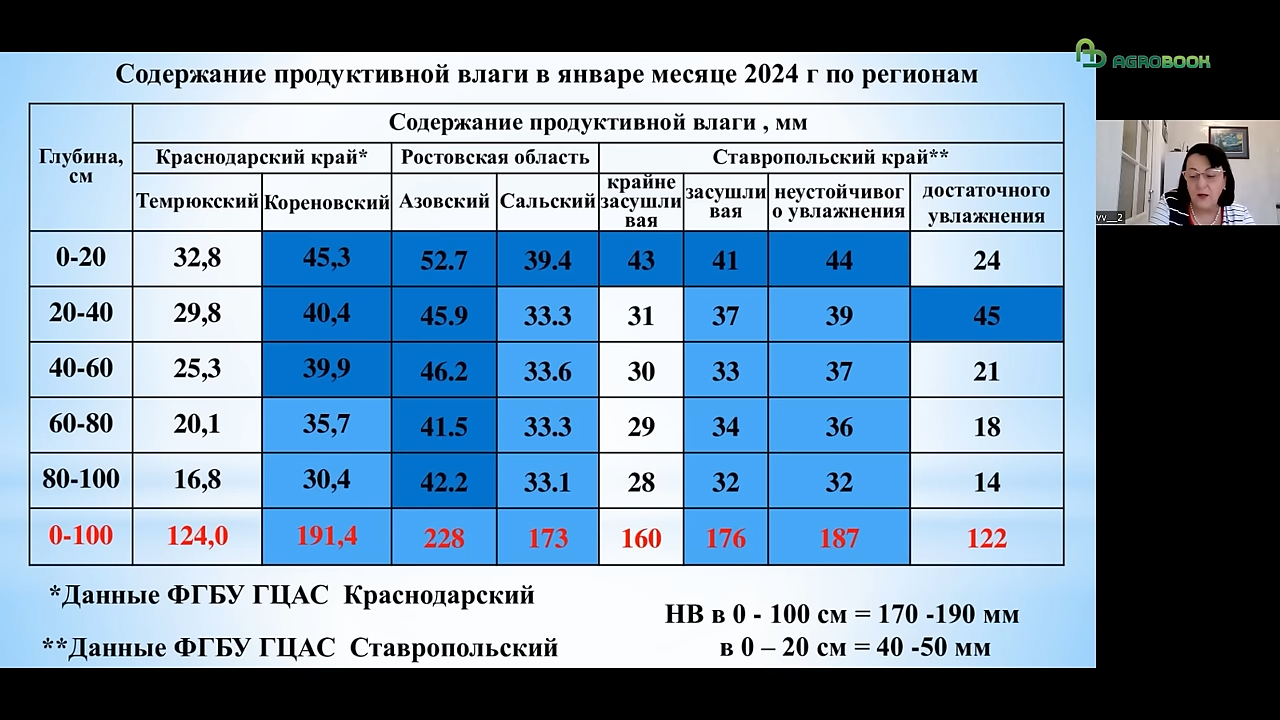 AGROBOOK
Содержание продуктивной влаги в январе месяце 2024 г по регионам
Глубина, см
Содержание продуктивной влаги , мм
Краснодарский край* Ростовская область Ставропольский край**
Темрюкский Кореновский Азовский Сальский крайне засушли вая засушли вая неустойчивог о увлажнения достаточного увлажнения
0-20 32,8 45,3 52.7 39.4 43 41 44 24
20-40 29,8 40,4 45.9 33.3 31 37 39 45
40-60 25,3 39,9 46.2 33.6 30 33 37 21
60-80 20,1 35,7 41.5 33.3 29 34 36 18
80-100 16,8 30,4 42.2 33.1 28 32 32 14
0-100 124,0 191,4 228 173 160 176 187 122
*Данные ФГБУ ГЦАС Краснодарский
**Данные ФГБУ ГЦАС Ставропольский
НВ в 0 - 100 см = 170 -190 мм
в 0 – 20 см = 40 -50 мм
vv__2